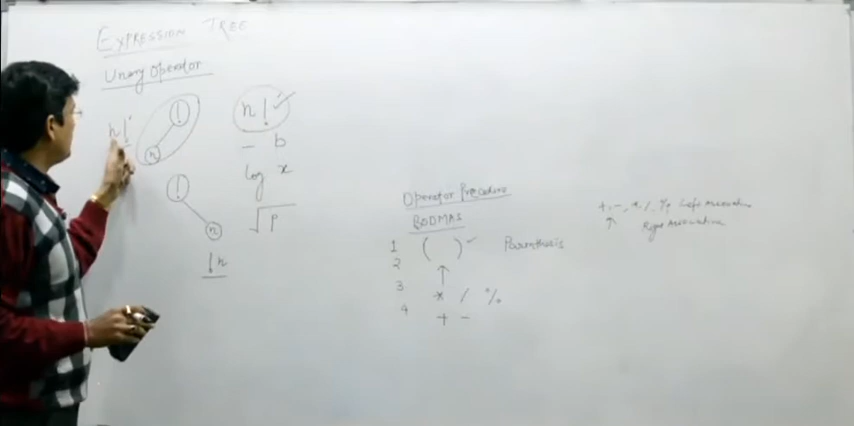 EXPRESSION TREE
Unary Operator
n!
!
n
!
n
!n
n!
- b
log x
√p
Operator Precedence
BODMAS
1 ( ) Parenthesis
2 ↑
3 * / %
4 + -
+, -, *, /, % Left Associative
↑ Right Associative